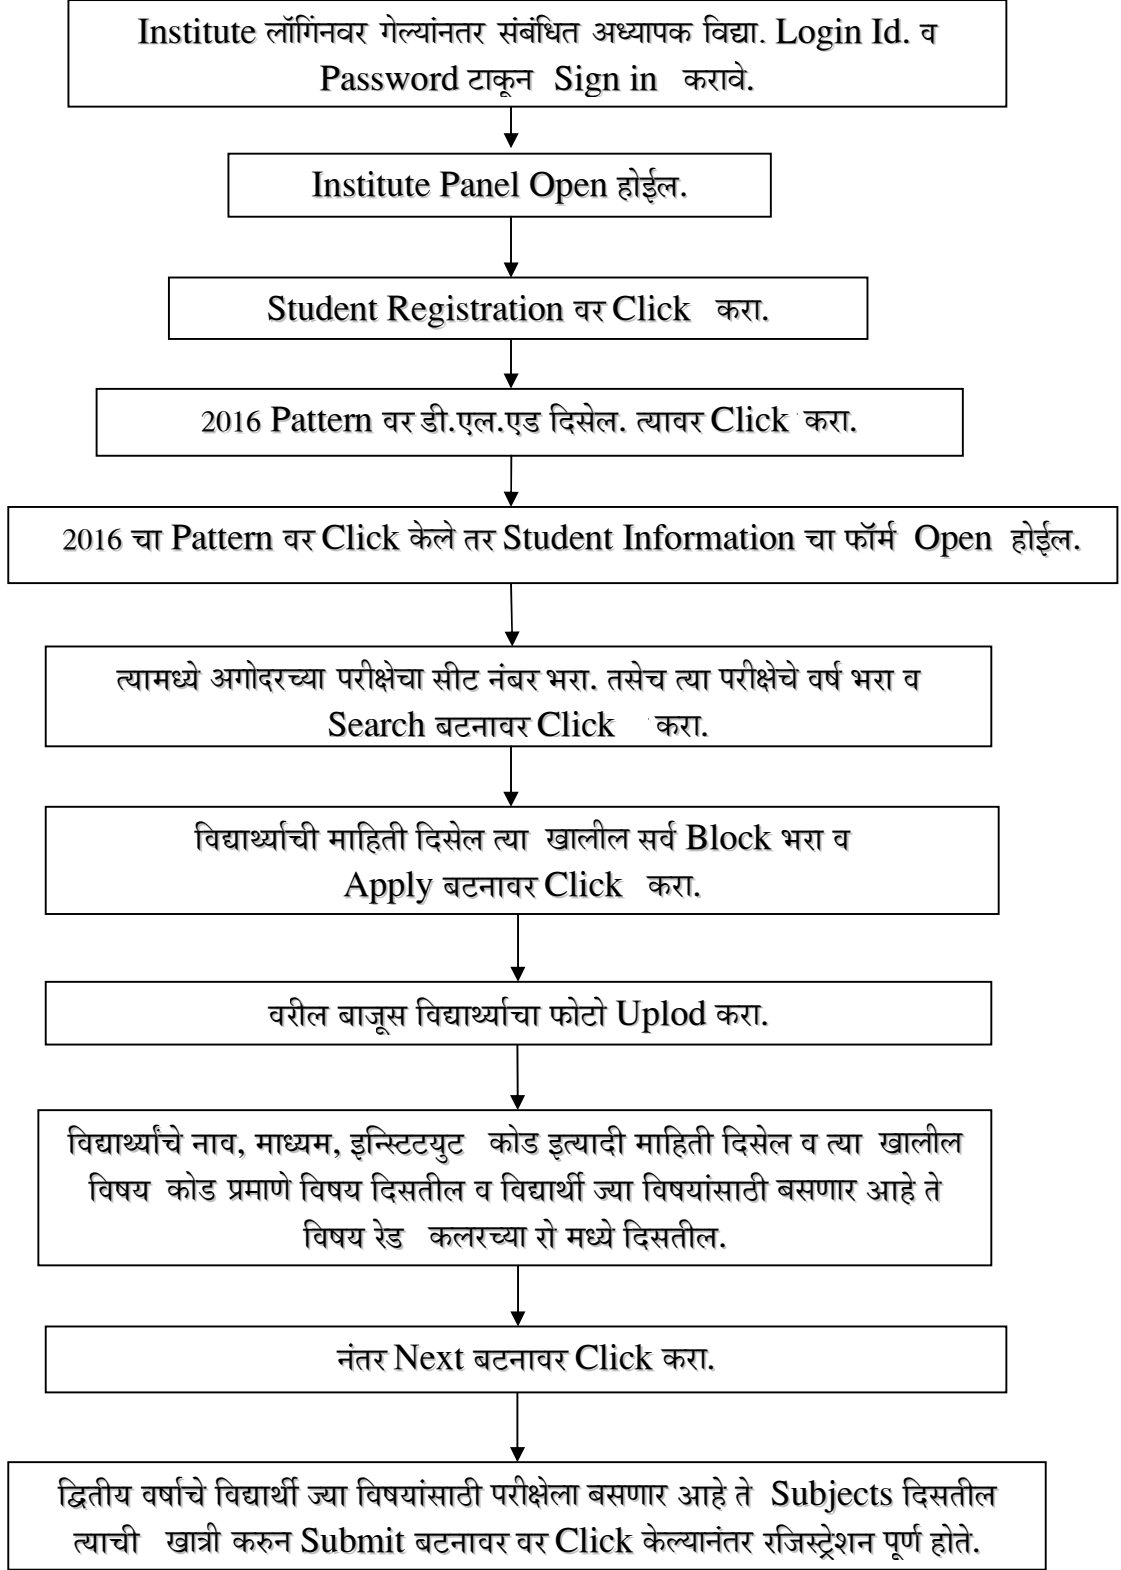 Institute लॉगिंनवर गेल्यांनतर संबंधित अध्यापक विद्या. Login Id. व
Password टाकून Sign in करावे.
Institute Panel Open होईल.
Student Registration वर Click करा.
2016 Pattern वर डी.एल.एड दिसेल. त्यावर Click करा.
2016 चा Pattern वर Click केले तर Student Information चा फॉर्म Open होईल.
त्यामध्ये अगोदरच्या परीक्षेचा सीट नंबर भरा. तसेच त्या परीक्षेचे वर्ष भरा व
Search बटनावर Click करा.
विद्यार्थ्याची माहिती दिसेल त्या खालील सर्व Block भरा व
Apply बटनावर Click करा.
वरील बाजूस विद्यार्थ्याचा फोटो Uplod करा.
विद्यार्थ्यांचे नाव, माध्यम, इन्स्टिटयुट कोड इत्यादी माहिती दिसेल व त्या खालील
विषय कोड प्रमाणे विषय दिसतील व विद्यार्थी ज्या विषयांसाठी बसणार आहे ते
विषय रेड कलरच्या रो मध्ये दिसतील.
नंतर Next बटनावर Click करा.
द्वितीय वर्षाचे विद्यार्थी ज्या विषयांसाठी परीक्षेला बसणार आहे ते Subjects दिसतील
त्याची खात्री करुन Submit बटनावर वर Click केल्यानंतर रजिस्ट्रेशन पूर्ण होते.